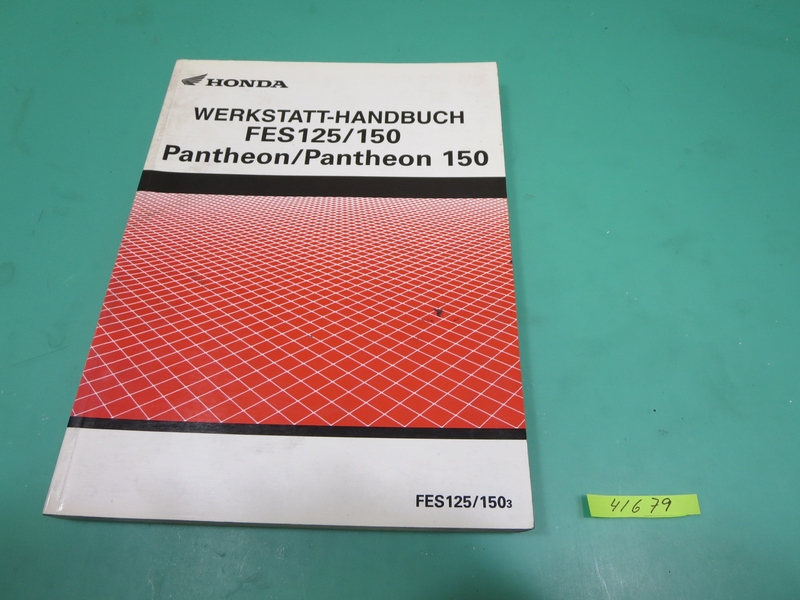 HONDA
WERKSTATT-HANDBUCH
FES125/150
Pantheon/Pantheon 150
FES125/1503
41679